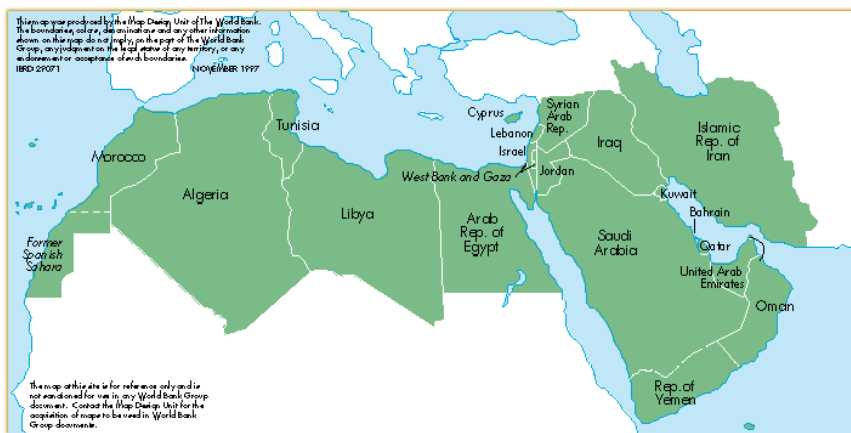 This map was produced by the Map Design Unit of The World Bank.
The boundaries, colors, denominations and any other information
shown on this map do not imply, on the part of The World Bank
Group, any judgment on the legal status of any territory, or any
endorsement or acceptance of such boundaries.
IBRD 29071 NOVEMBER 1997
Cyprus
Syrian
Arab
Rep.
Lebanon
Israel
Iraq
Islamic
Rep. of
Iran
Tunisia
Morocco
West Bank and Gaza
Jordan
Algeria
Kuwait
Libya
Arab
Rep. of
Egypt
Bahrain
Former
Spanish
Sahara
Saudi
Arabia
Qatar
United Arab
Emirates
Oman
Rep. of
Yemen
The map at this site is for reference only and is
not sanctioned for use in any World Bank Group
document. Contact the Map Design Unit for the
acquisition of maps to be used in World Bank
Group documents.